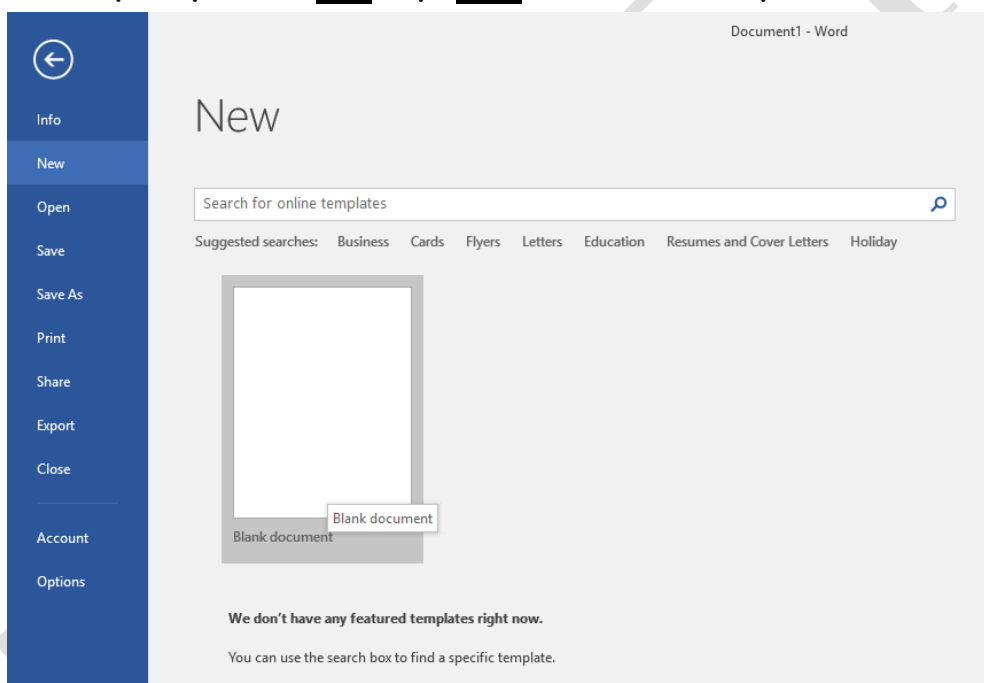 Document1 - Word
Info
New
Open
Save
Save As
Print
Share
Export
Close
Account
Options
New
Search for online templates
Suggested searches: Business Cards Flyers Letters Education Resumes and Cover Letters Holiday
Blank document
Blank document
We don't have any featured templates right now.
You can use the search box to find a specific template.